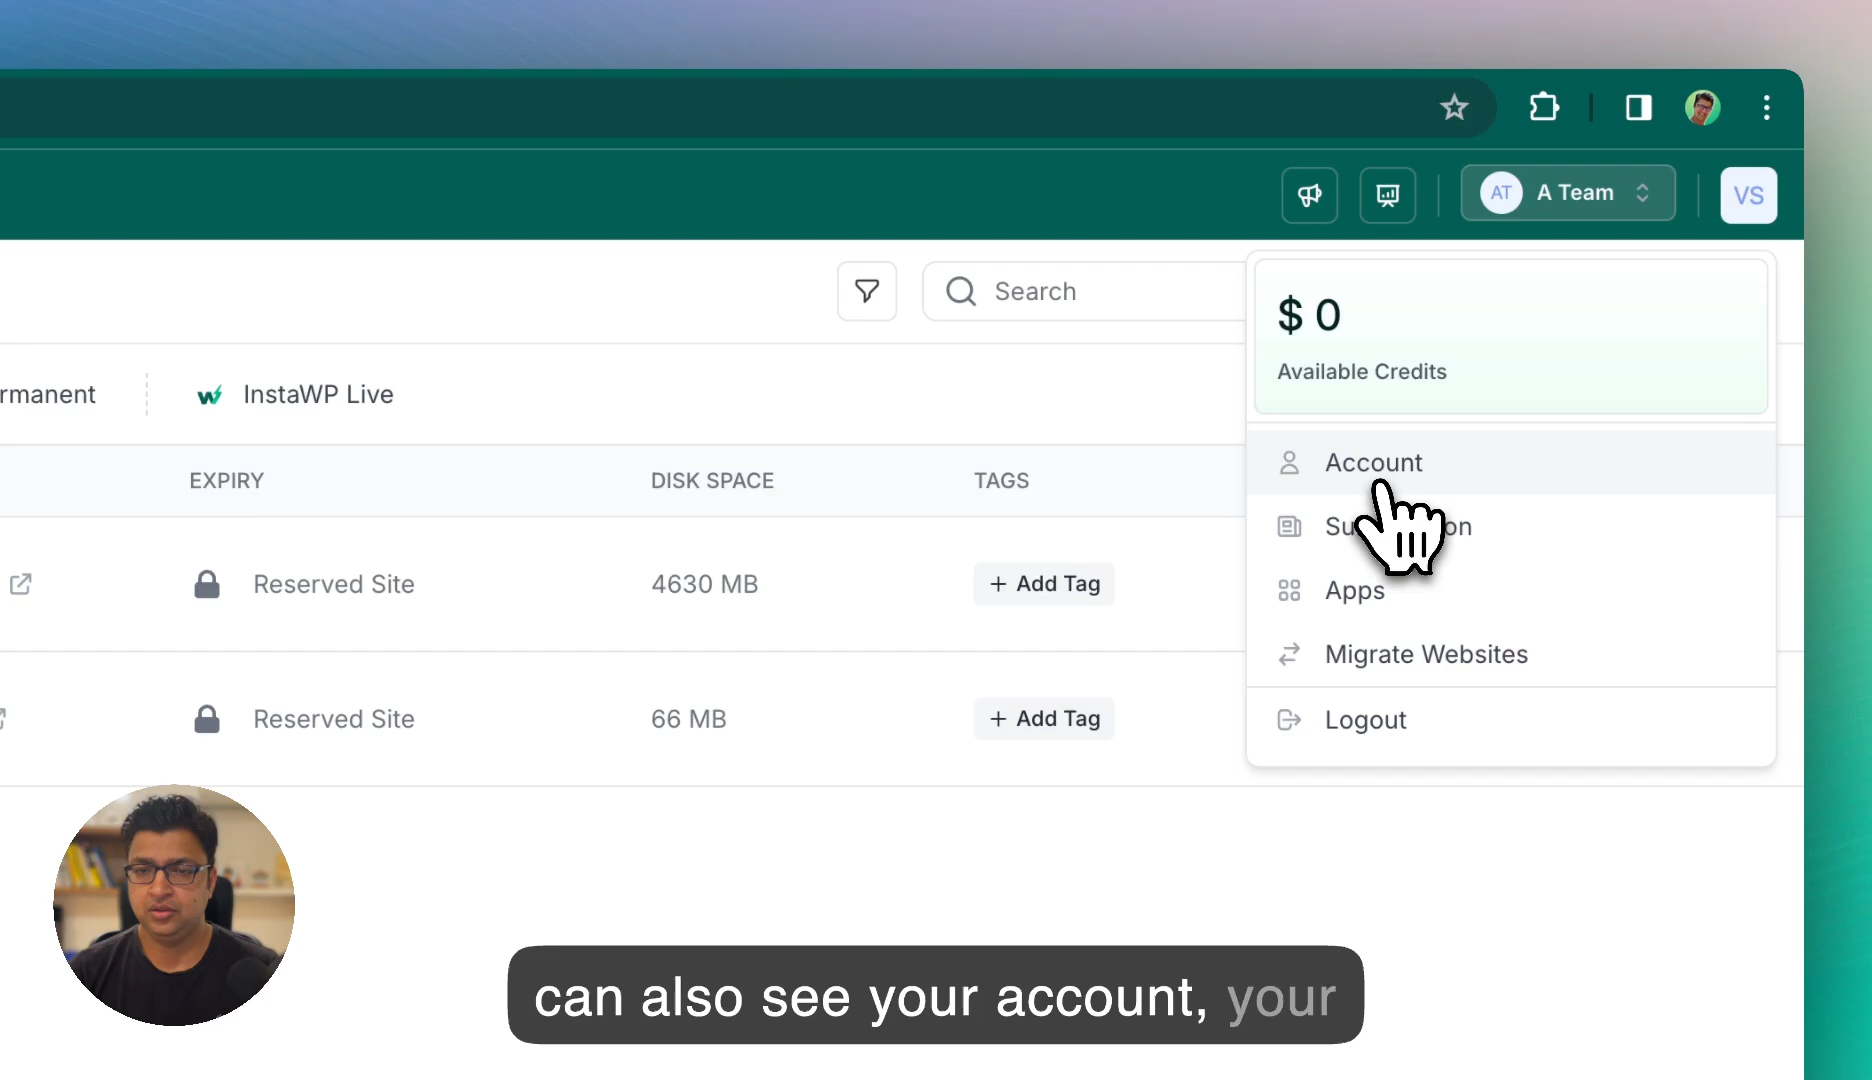 AT A Team
VS
Search
$ 0
Available Credits
rmanent
InstaWP Live
Account
EXPIRY
DISK SPACE
TAGS
Apps
Reserved Site
4630 MB
+ Add Tag
Migrate Websites
Reserved Site
66 MB
+ Add Tag
Logout
can also see your account, your